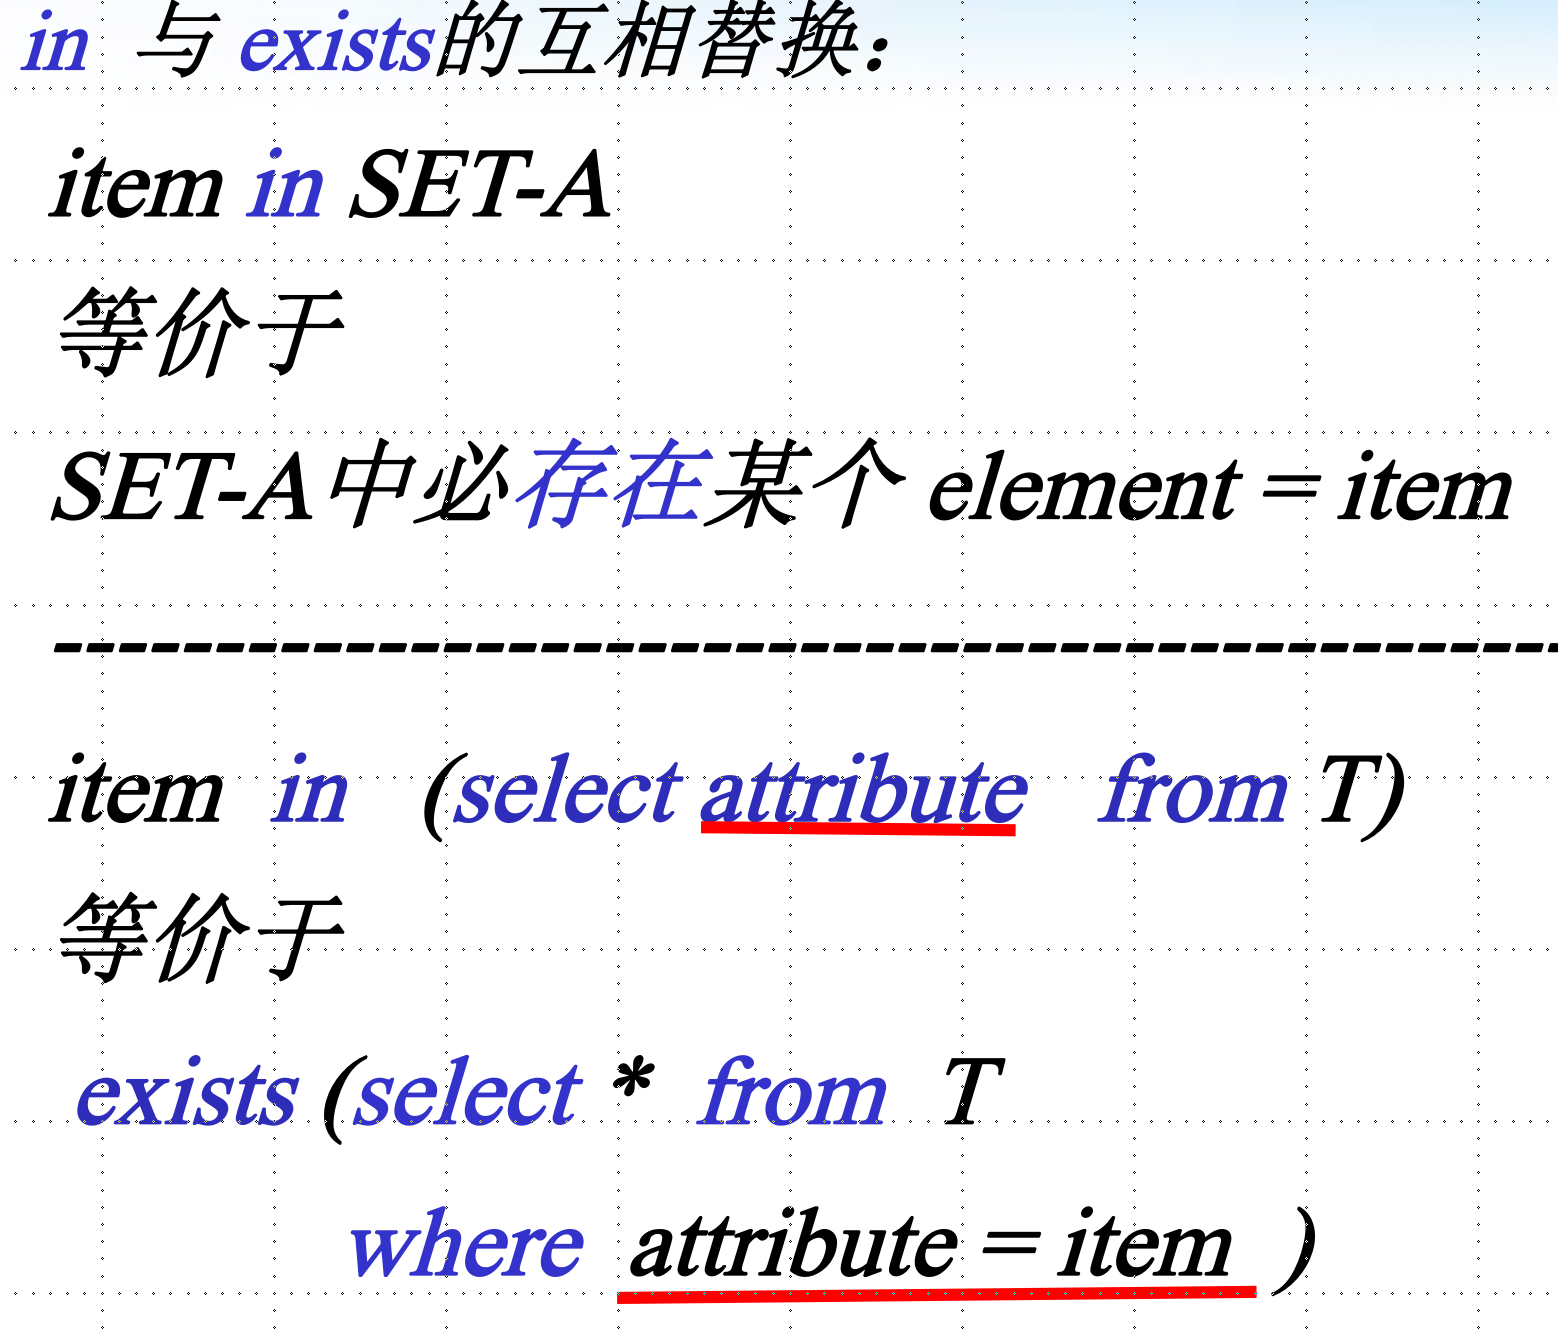 in 与 exists的互相替换:
item in SET-A
等价于
SET-A中必存在某个 element = item
-----------------------------------------------
item in (select attribute from T)
等价于
exists (select * from T
where attribute = item )